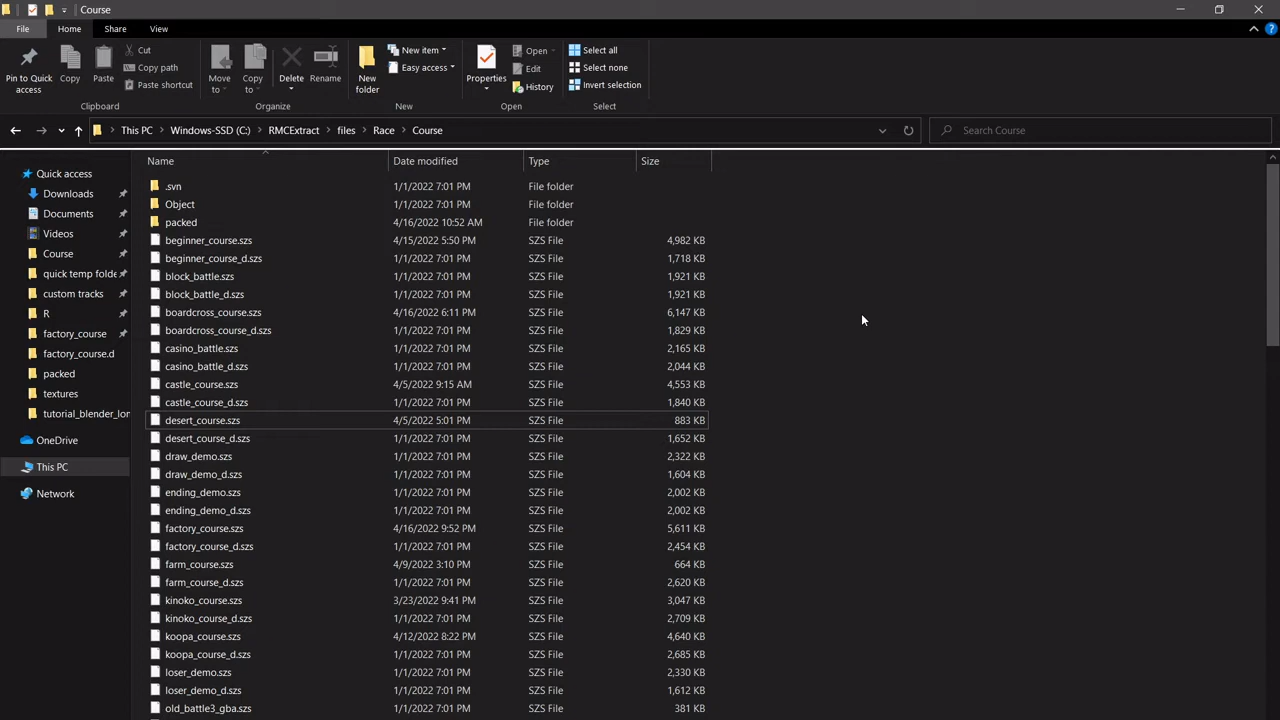 Course
File Home Share View
Pin to Quick access
Copy
Paste
Cut
Copy path
Paste shortcut
Clipboard
Move to
Copy to
Delete
Rename
Organize
New folder
New item
Easy access
New
Properties
Open
Edit
History
Open
Select all
Select none
Invert selection
Select
This PC Windows-SSD (C:) RMCExtract files Race Course
Search Course
Quick access
Downloads
Documents
Videos
Course
quick temp folde
custom tracks
R
factory_course
factory_course.d
packed
textures
tutorial_blender_lon
OneDrive
This PC
Network
Name Date modified Type Size
.svn 1/1/2022 7:01 PM File folder
Object 1/1/2022 7:01 PM File folder
packed 4/16/2022 10:52 AM File folder
beginner_course.szs 4/15/2022 5:50 PM SZS File 4,982 KB
beginner_course_d.szs 1/1/2022 7:01 PM SZS File 1,718 KB
block_battle.szs 1/1/2022 7:01 PM SZS File 1,921 KB
block_battle_d.szs 1/1/2022 7:01 PM SZS File 1,921 KB
boardcross_course.szs 4/16/2022 6:11 PM SZS File 6,147 KB
boardcross_course_d.szs 1/1/2022 7:01 PM SZS File 1,829 KB
casino_battle.szs 1/1/2022 7:01 PM SZS File 2,165 KB
casino_battle_d.szs 1/1/2022 7:01 PM SZS File 2,044 KB
castle_course.szs 4/5/2022 9:15 AM SZS File 4,553 KB
castle_course_d.szs 1/1/2022 7:01 PM SZS File 1,840 KB
desert_course.szs 4/5/2022 5:01 PM SZS File 883 KB
desert_course_d.szs 1/1/2022 7:01 PM SZS File 1,652 KB
draw_demo.szs 1/1/2022 7:01 PM SZS File 2,322 KB
draw_demo_d.szs 1/1/2022 7:01 PM SZS File 1,604 KB
ending_demo.szs 1/1/2022 7:01 PM SZS File 2,002 KB
ending_demo_d.szs 1/1/2022 7:01 PM SZS File 2,002 KB
factory_course.szs 4/16/2022 9:52 PM SZS File 5,611 KB
factory_course_d.szs 1/1/2022 7:01 PM SZS File 2,454 KB
farm_course.szs 4/9/2022 3:10 PM SZS File 664 KB
farm_course_d.szs 1/1/2022 7:01 PM SZS File 2,620 KB
kinoko_course.szs 3/23/2022 9:41 PM SZS File 3,047 KB
kinoko_course_d.szs 1/1/2022 7:01 PM SZS File 2,709 KB
koopa_course.szs 4/12/2022 8:22 PM SZS File 4,640 KB
koopa_course_d.szs 1/1/2022 7:01 PM SZS File 2,685 KB
loser_demo.szs 1/1/2022 7:01 PM SZS File 2,330 KB
loser_demo_d.szs 1/1/2022 7:01 PM SZS File 1,612 KB
old_battle3_gba.szs 1/1/2022 7:01 PM SZS File 381 KB